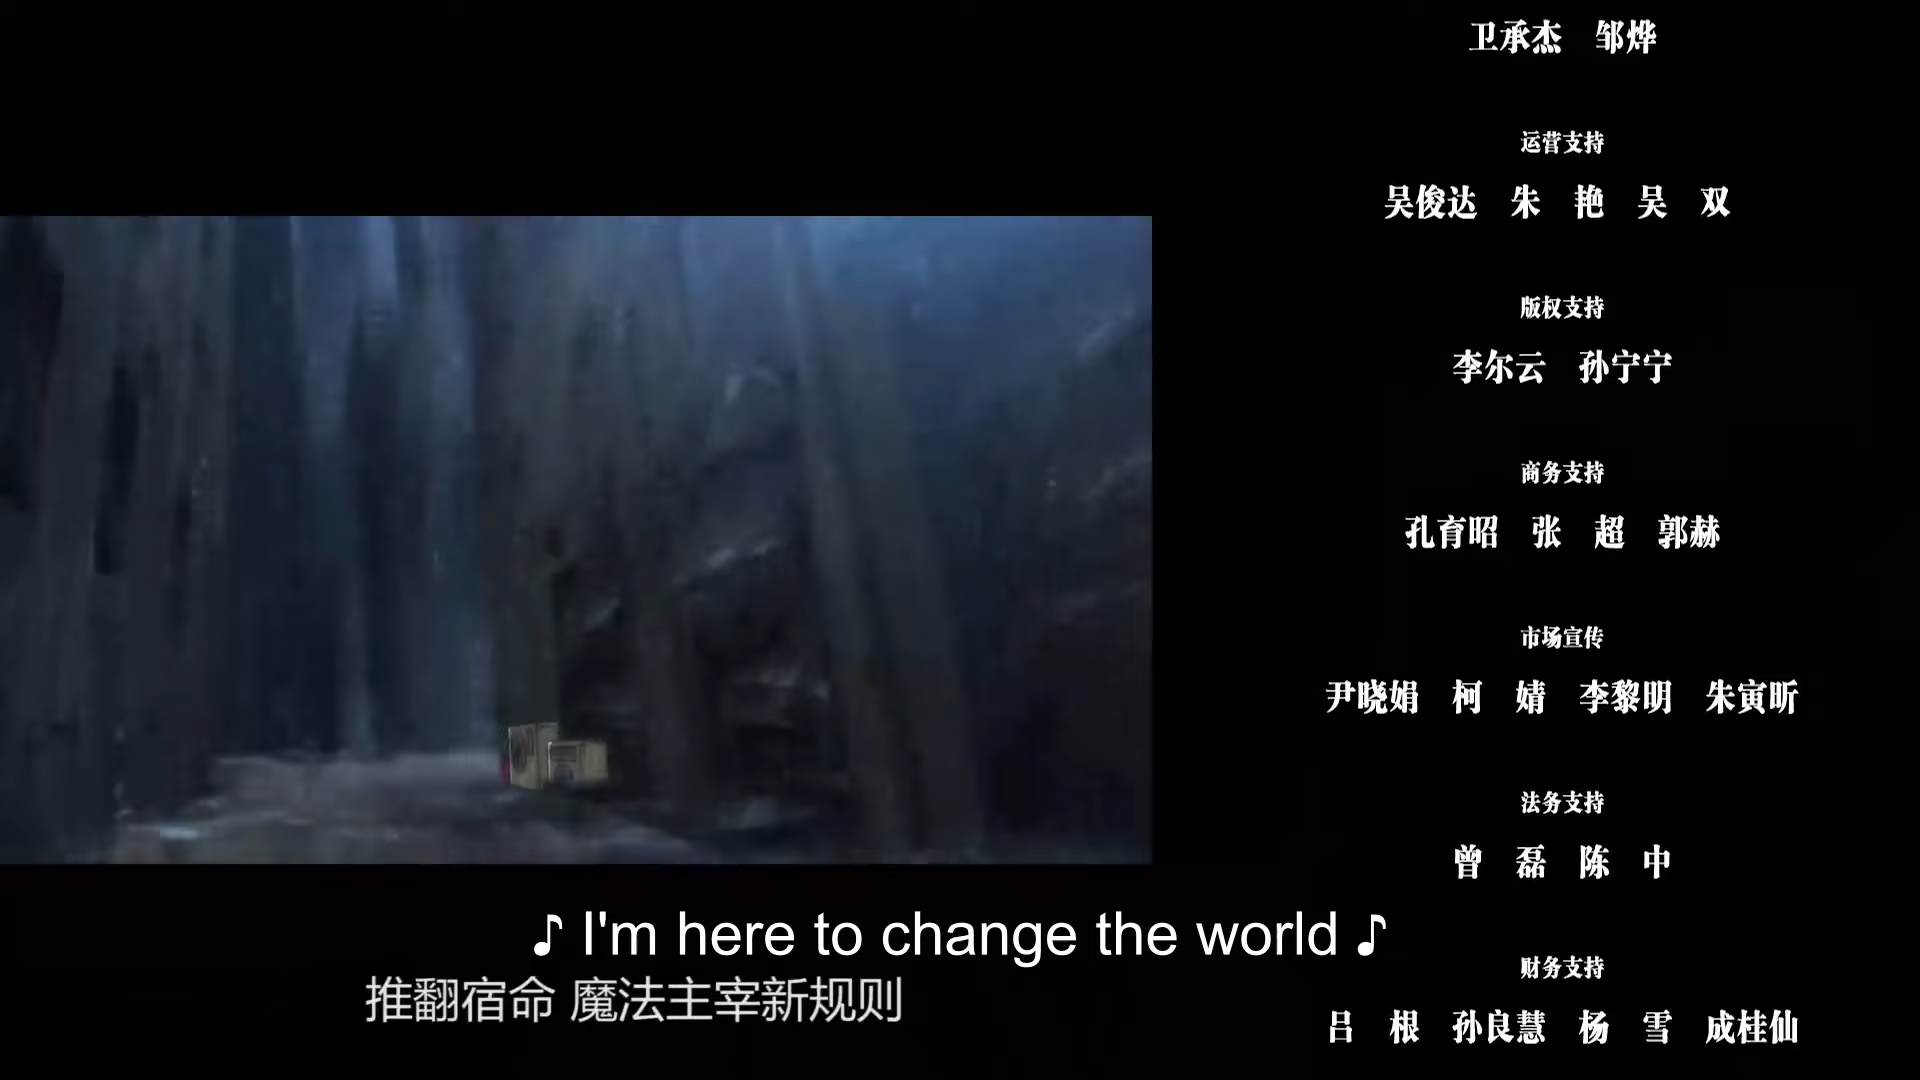 卫承杰 邹烨
运营支持
吴俊达 朱 艳 吴 双
版权支持
李尔云 孙宁宁
商务支持
孔育昭 张 超 郭赫
市场宣传
尹晓娟 柯 婧 李黎明 朱寅昕
法务支持
曾 磊 陈 中
♪ I'm here to change the world ♪
推翻宿命 魔法主宰新规则
财务支持
吕 根 孙良慧 杨 雪 成桂仙